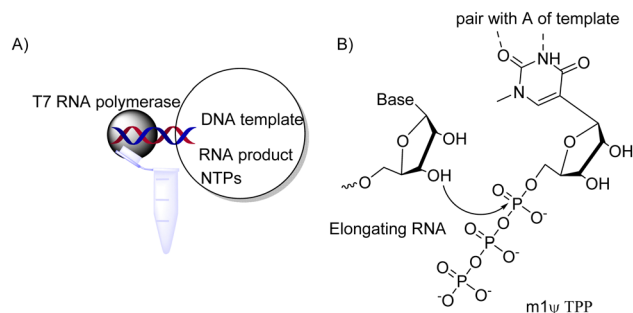 A)
T7 RNA polymerase
DNA template
RNA product
NTPs
B)
pair with A of template
O
NH
O
N
Base
O
OH
OH
O
Elongating RNA
O
OH
OH
O
O
P
O-
O
O
P
O-
O
O
P
-O
O-
m1ψ TPP